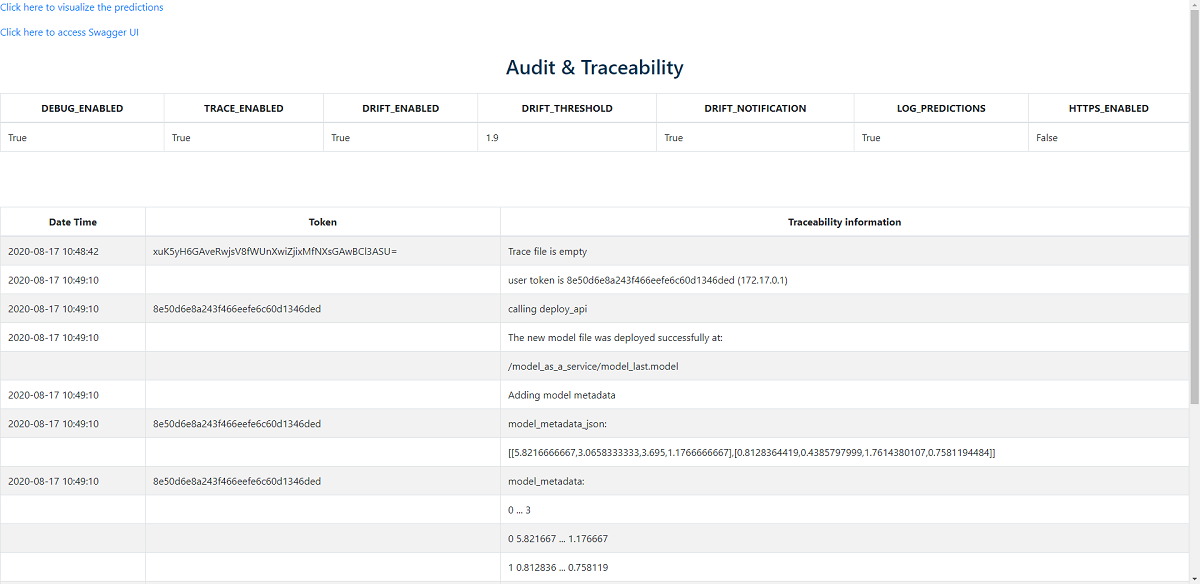 Click here to visualize the predictions
Click here to access Swagger UI
Audit & Traceability
DEBUG_ENABLED TRACE_ENABLED DRIFT_ENABLED DRIFT_THRESHOLD DRIFT_NOTIFICATION LOG_PREDICTIONS HTTPS_ENABLED
True True True 1.9 True True False
Date Time Token Traceability information
2020-08-17 10:48:42 xuK5yH6GAveRwjsV8fWUnXwiZjixMfNXsGAwBCl3ASU= Trace file is empty
2020-08-17 10:49:10 user token is 8e50d6e8a243f466eefe6c60d1346ded (172.17.0.1)
2020-08-17 10:49:10 8e50d6e8a243f466eefe6c60d1346ded calling deploy_api
2020-08-17 10:49:10 The new model file was deployed successfully at:
/model_as_a_service/model_last.model
2020-08-17 10:49:10 Adding model metadata
2020-08-17 10:49:10 8e50d6e8a243f466eefe6c60d1346ded model_metadata_json:
[[5.8216666667,3.0658333333,3.695,1.1766666667],[0.8128364419,0.4385797999,1.7614380107,0.7581194484]]
2020-08-17 10:49:10 8e50d6e8a243f466eefe6c60d1346ded model_metadata:
0 ... 3
0 5.821667 ... 1.176667
1 0.812836 ... 0.758119